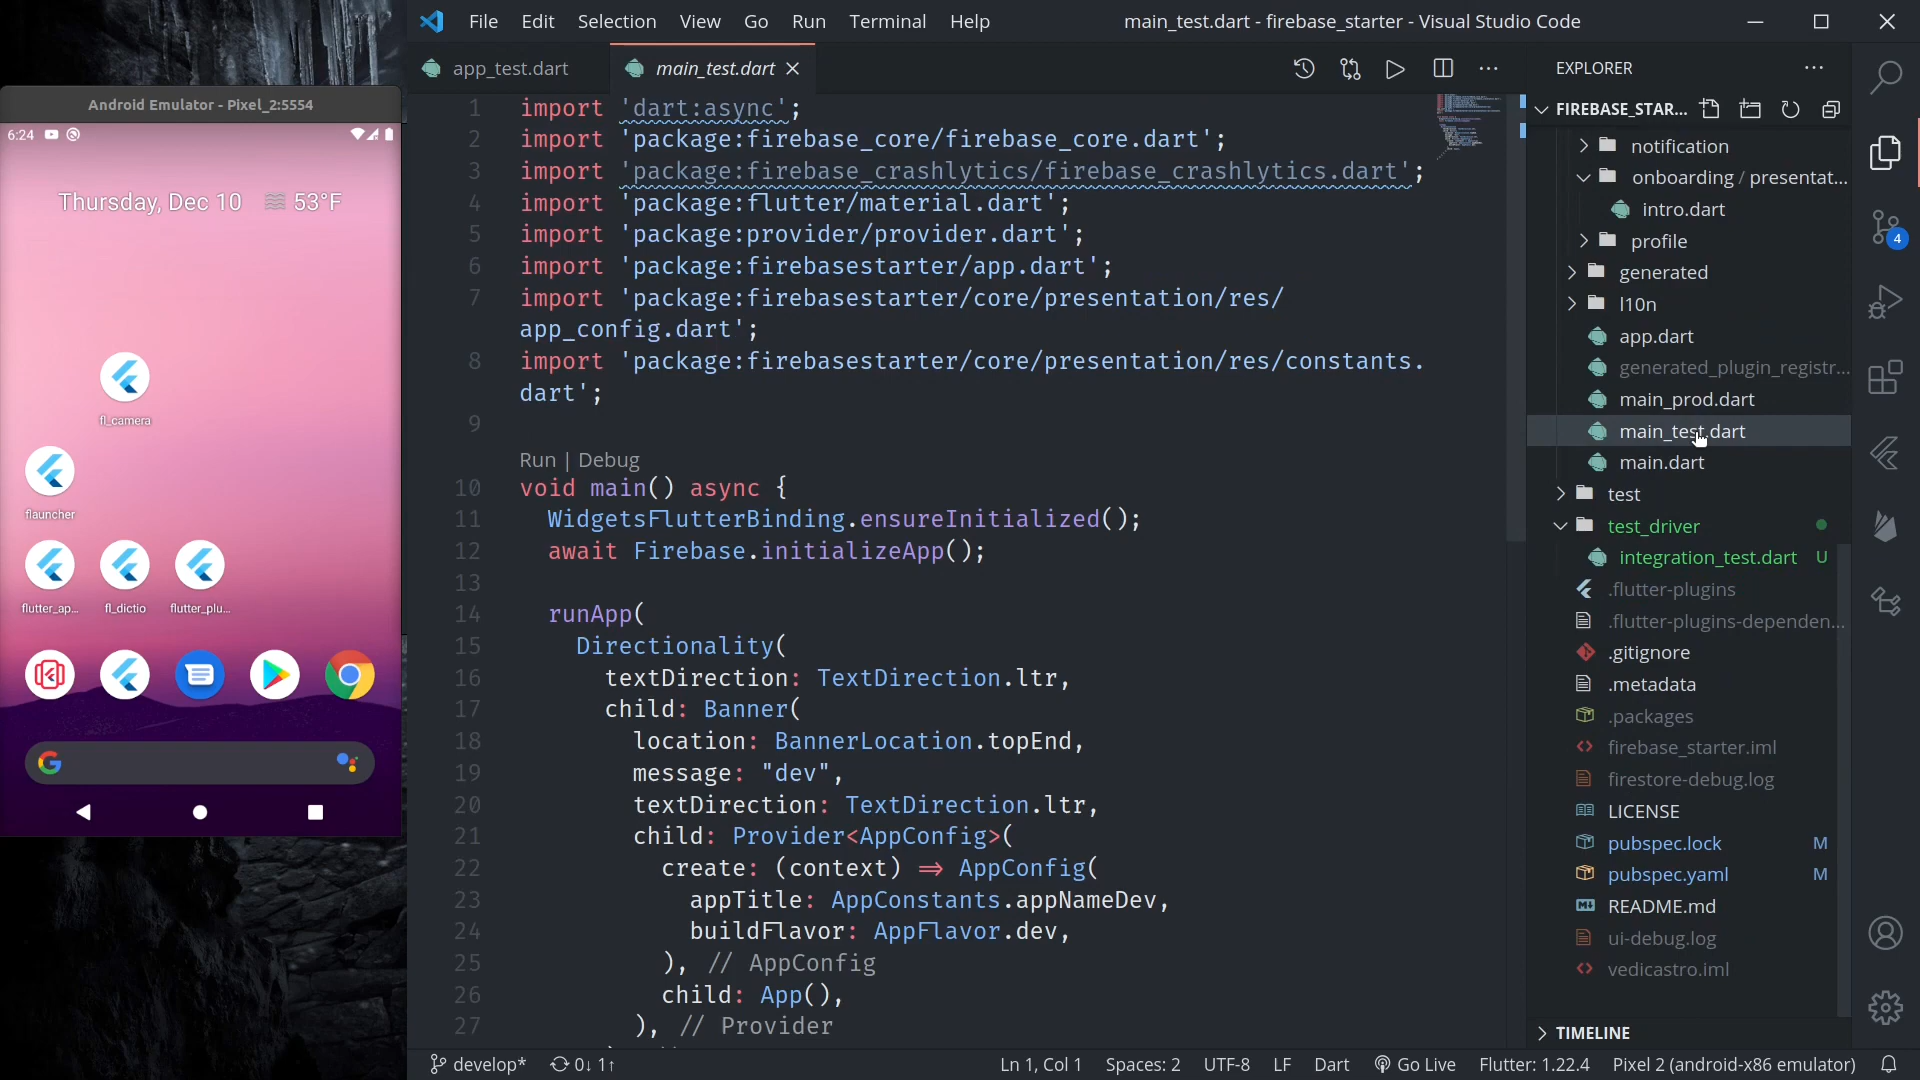 File Edit Selection View Go Run Terminal Help
main_test.dart - firebase_starter - Visual Studio Code
app_test.dart
main_test.dart
Android Emulator - Pixel_2:5554
6:24
Thursday, Dec 10 53°F
fl_camera
flauncher
flutter_ap...
fl_dictio
flutter_plu...
1 import 'dart:async';
2 import 'package:firebase_core/firebase_core.dart';
3 import 'package:firebase_crashlytics/firebase_crashlytics.dart';
4 import 'package:flutter/material.dart';
5 import 'package:provider/provider.dart';
6 import 'package:firebasestarter/app.dart';
7 import 'package:firebasestarter/core/presentation/res/
app_config.dart';
8 import 'package:firebasestarter/core/presentation/res/constants.
dart';
9
Run | Debug
10 void main() async {
11 WidgetsFlutterBinding.ensureInitialized();
12 await Firebase.initializeApp();
13
14 runApp(
15 Directionality(
16 textDirection: TextDirection.ltr,
17 child: Banner(
18 location: BannerLocation.topEnd,
19 message: "dev",
20 textDirection: TextDirection.ltr,
21 child: Provider<AppConfig>(
22 create: (context) => AppConfig(
23 appTitle: AppConstants.appNameDev,
24 buildFlavor: AppFlavor.dev,
25 ), // AppConfig
26 child: App(),
27 ), // Provider
EXPLORER
FIREBASE_STAR...
notification
onboarding / presentat...
intro.dart
profile
generated
l10n
app.dart
generated_plugin_registr...
main_prod.dart
main_test.dart
main.dart
test
test_driver
integration_test.dart U
.flutter-plugins
.flutter-plugins-dependen...
.gitignore
.metadata
.packages
firebase_starter.iml
firestore-debug.log
LICENSE
pubspec.lock M
pubspec.yaml M
README.md
ui-debug.log
vedicastro.iml
TIMELINE
4
develop* 0↓ 1↑
Ln 1, Col 1 Spaces: 2 UTF-8 LF Dart Go Live Flutter: 1.22.4 Pixel 2 (android-x86 emulator)